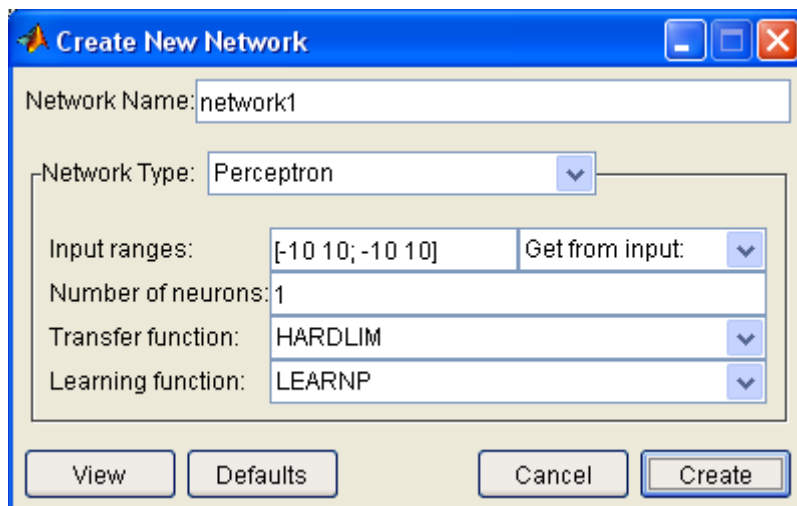 Create New Network
Network Name: network1
Network Type: Perceptron
Input ranges: [-10 10; -10 10] Get from input:
Number of neurons: 1
Transfer function: HARDLIM
Learning function: LEARNP
View Defaults Cancel Create